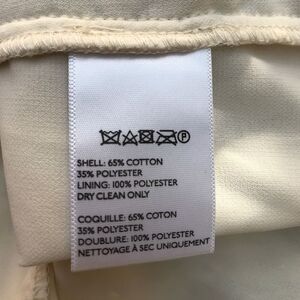 P
SHELL: 65% COTTON
35% POLYESTER
LINING: 100% POLYESTER
DRY CLEAN ONLY
COQUILLE: 65% COTON
35% POLYESTER
DOUBLURE: 100% POLYESTER
NETTOYAGE À SEC UNIQUEMENT